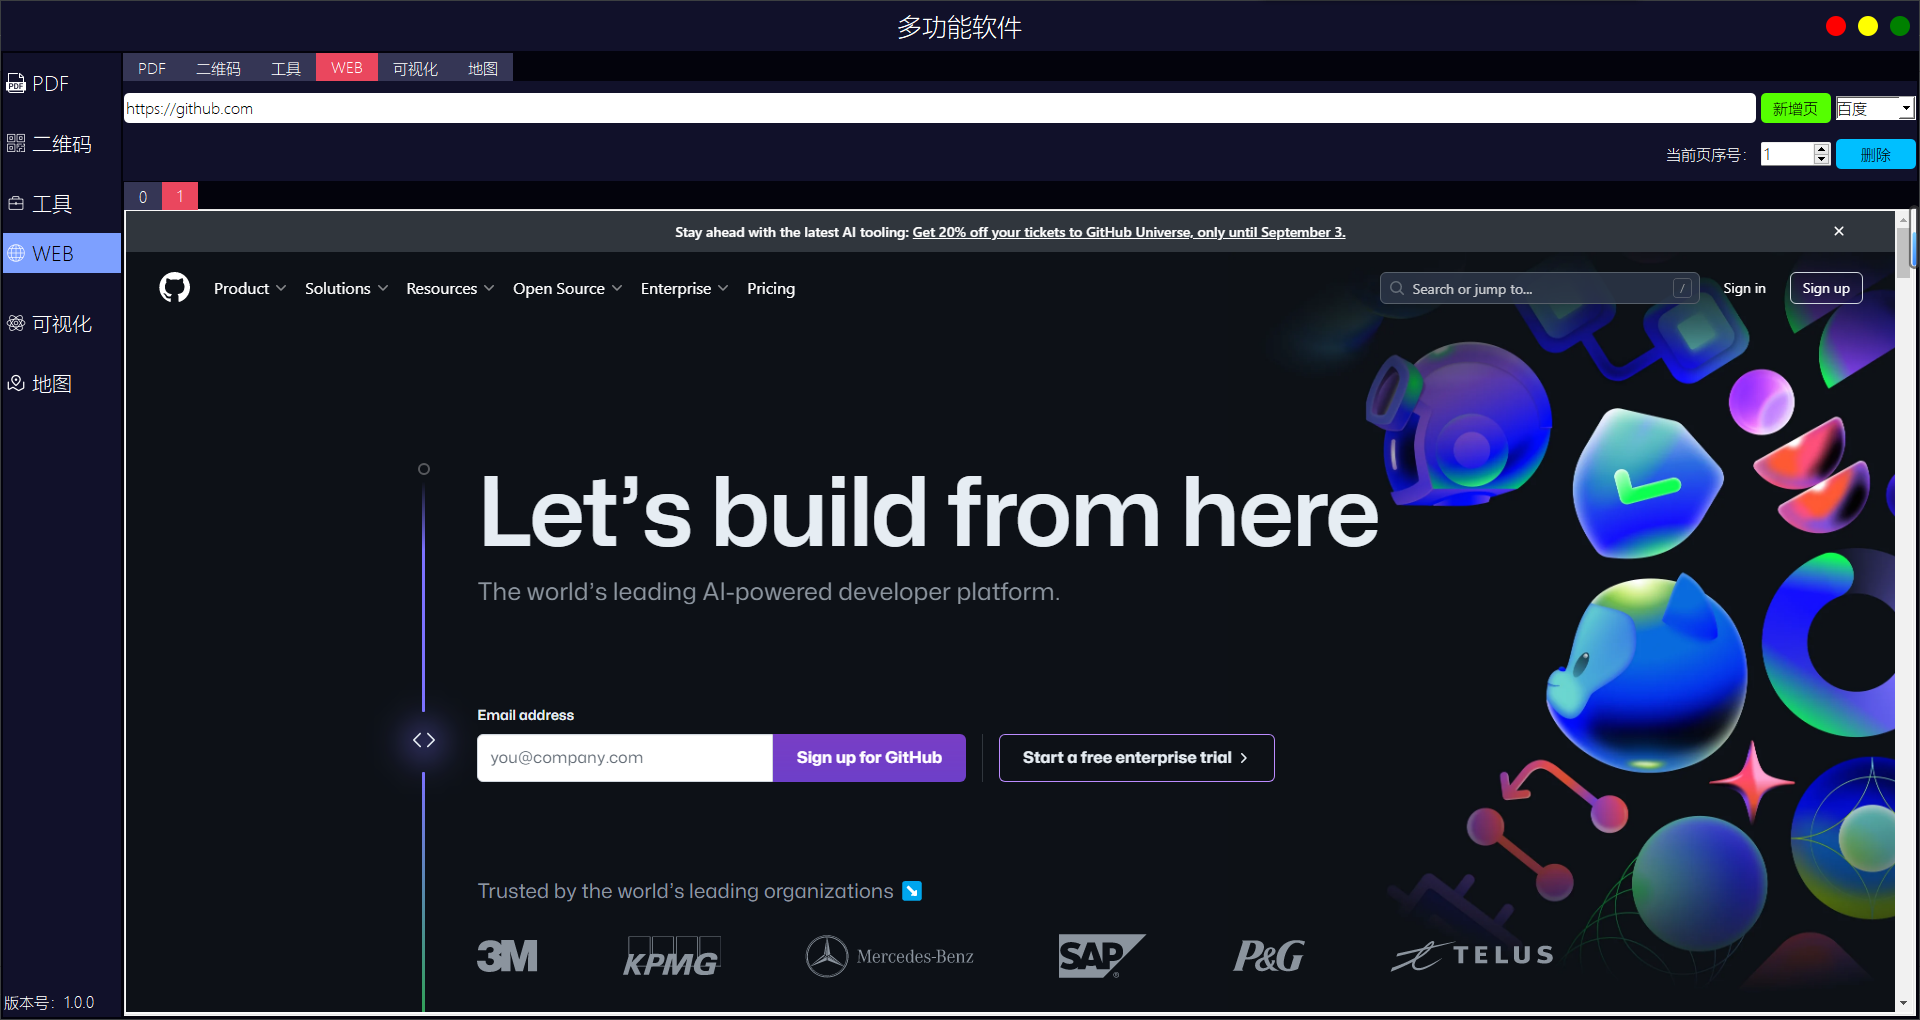 多功能软件
PDF
二维码
工具
WEB
可视化
地图
版本号: 1.0.0
PDF 二维码 工具 WEB 可视化 地图
https://github.com 新增页 百度
当前页序号: 1 删除
0 1
Stay ahead with the latest AI tooling: Get 20% off your tickets to GitHub Universe, only until September 3.
Product Solutions Resources Open Source Enterprise Pricing Search or jump to... / Sign in Sign up
Let’s build from here
The world’s leading AI-powered developer platform.
Email address
you@company.com Sign up for GitHub Start a free enterprise trial
Trusted by the world’s leading organizations
3M KPMG Mercedes-Benz SAP P&G TELUS